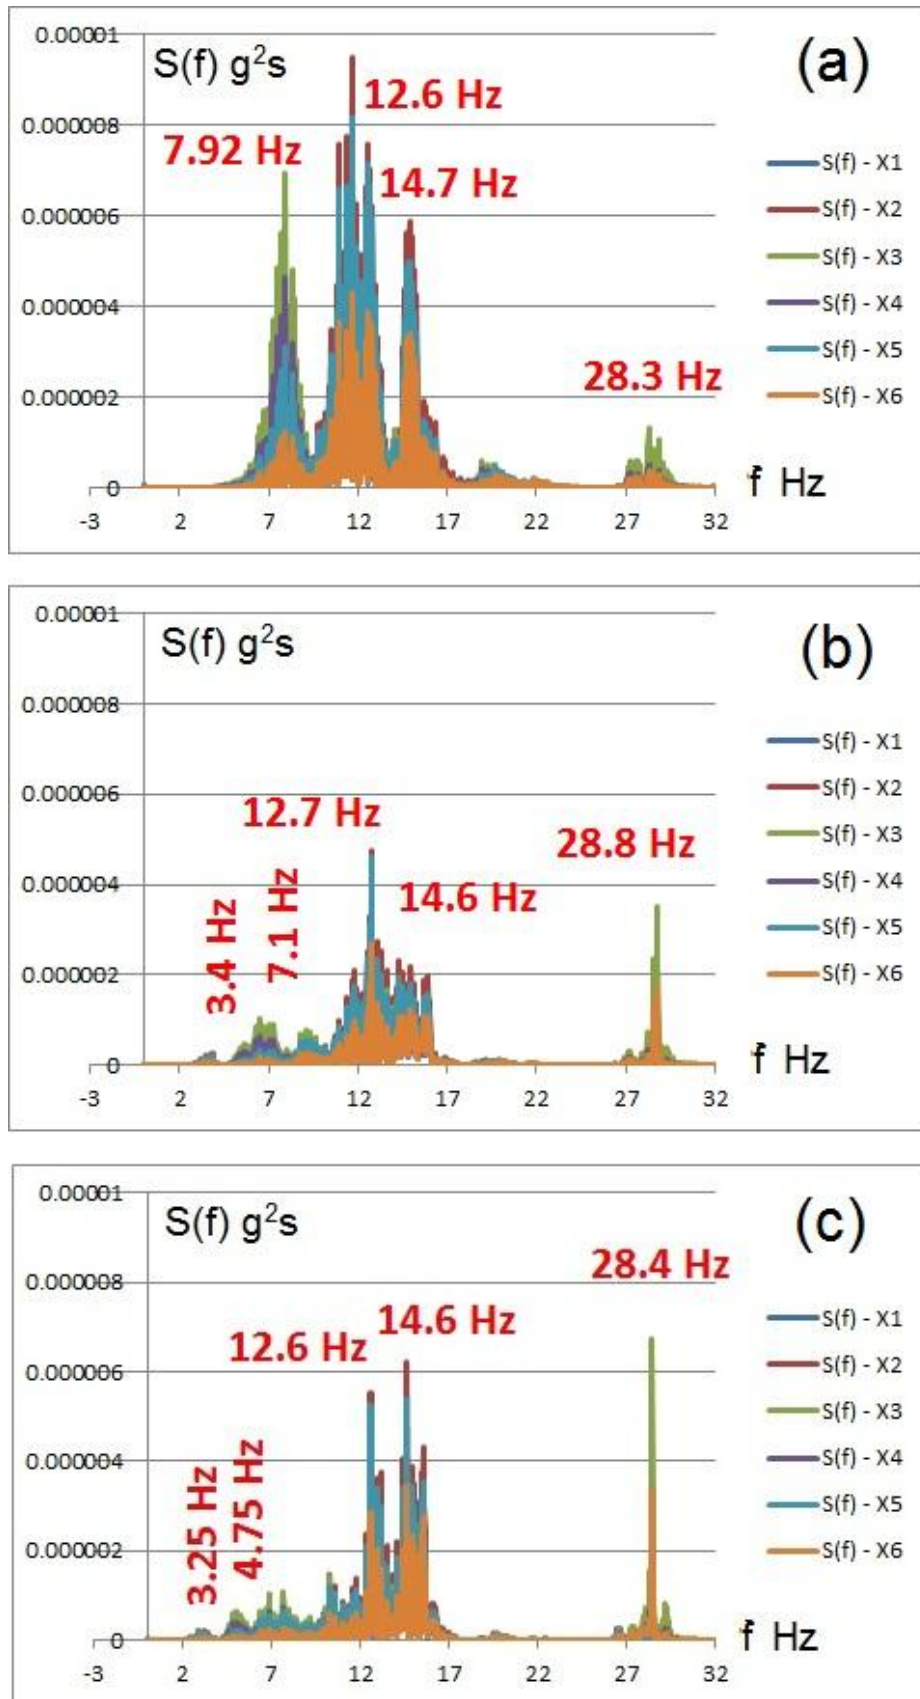 0.00001
S(f) g²s
(a)
12.6 Hz
0.000008
7.92 Hz
14.7 Hz
S(f) - X1
0.000006
S(f) - X2
S(f) - X3
0.000004
S(f) - X4
S(f) - X5
28.3 Hz
0.000002
S(f) - X6
0
f Hz
-3 2 7 12 17 22 27 32
0.00001
S(f) g²s
(b)
0.000008
S(f) - X1
0.000006
S(f) - X2
12.7 Hz
28.8 Hz
S(f) - X3
0.000004
3.4 Hz
7.1 Hz
14.6 Hz
S(f) - X4
S(f) - X5
0.000002
S(f) - X6
0
f Hz
-3 2 7 12 17 22 27 32
0.00001
S(f) g²s
(c)
28.4 Hz
0.000008
14.6 Hz
S(f) - X1
12.6 Hz
S(f) - X2
0.000006
S(f) - X3
0.000004
S(f) - X4
3.25 Hz
4.75 Hz
S(f) - X5
0.000002
S(f) - X6
0
f Hz
-3 2 7 12 17 22 27 32